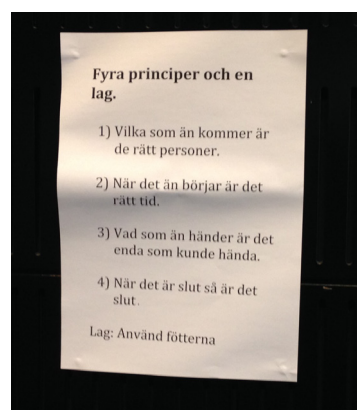 Fyra principer och en
lag.
1) Vilka som än kommer är
de rätt personer.
2) När det än börjar är det
rätt tid.
3) Vad som än händer är det
enda som kunde hända.
4) När det är slut så är det
slut.
Lag: Använd fötterna